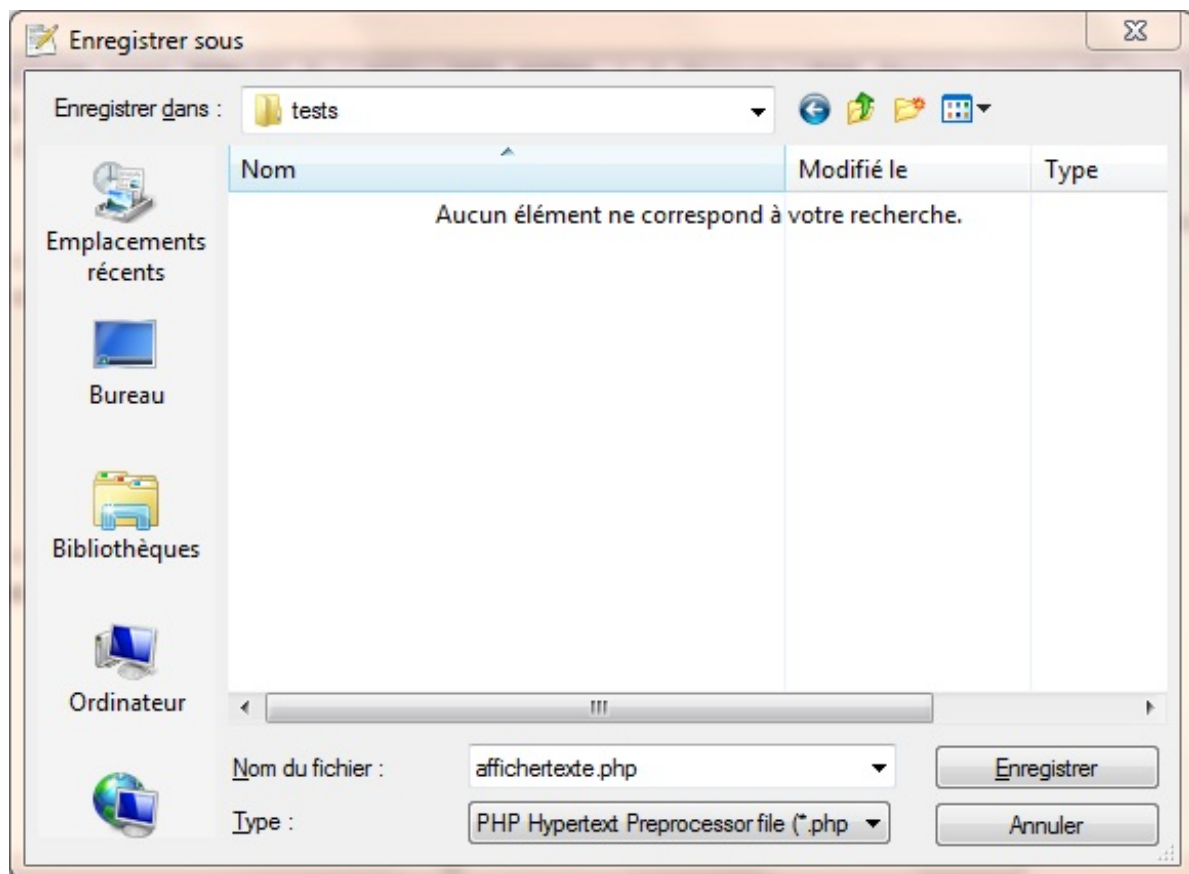 Enregistrer sous
Enregistrer dans :
tests
Nom
Modifié le
Type
Aucun élément ne correspond à votre recherche.
Emplacements
récents
Bureau
Bibliothèques
Ordinateur
Nom du fichier :
affichertexte.php
Enregistrer
Type :
PHP Hypertext Preprocessor file (*.php
Annuler